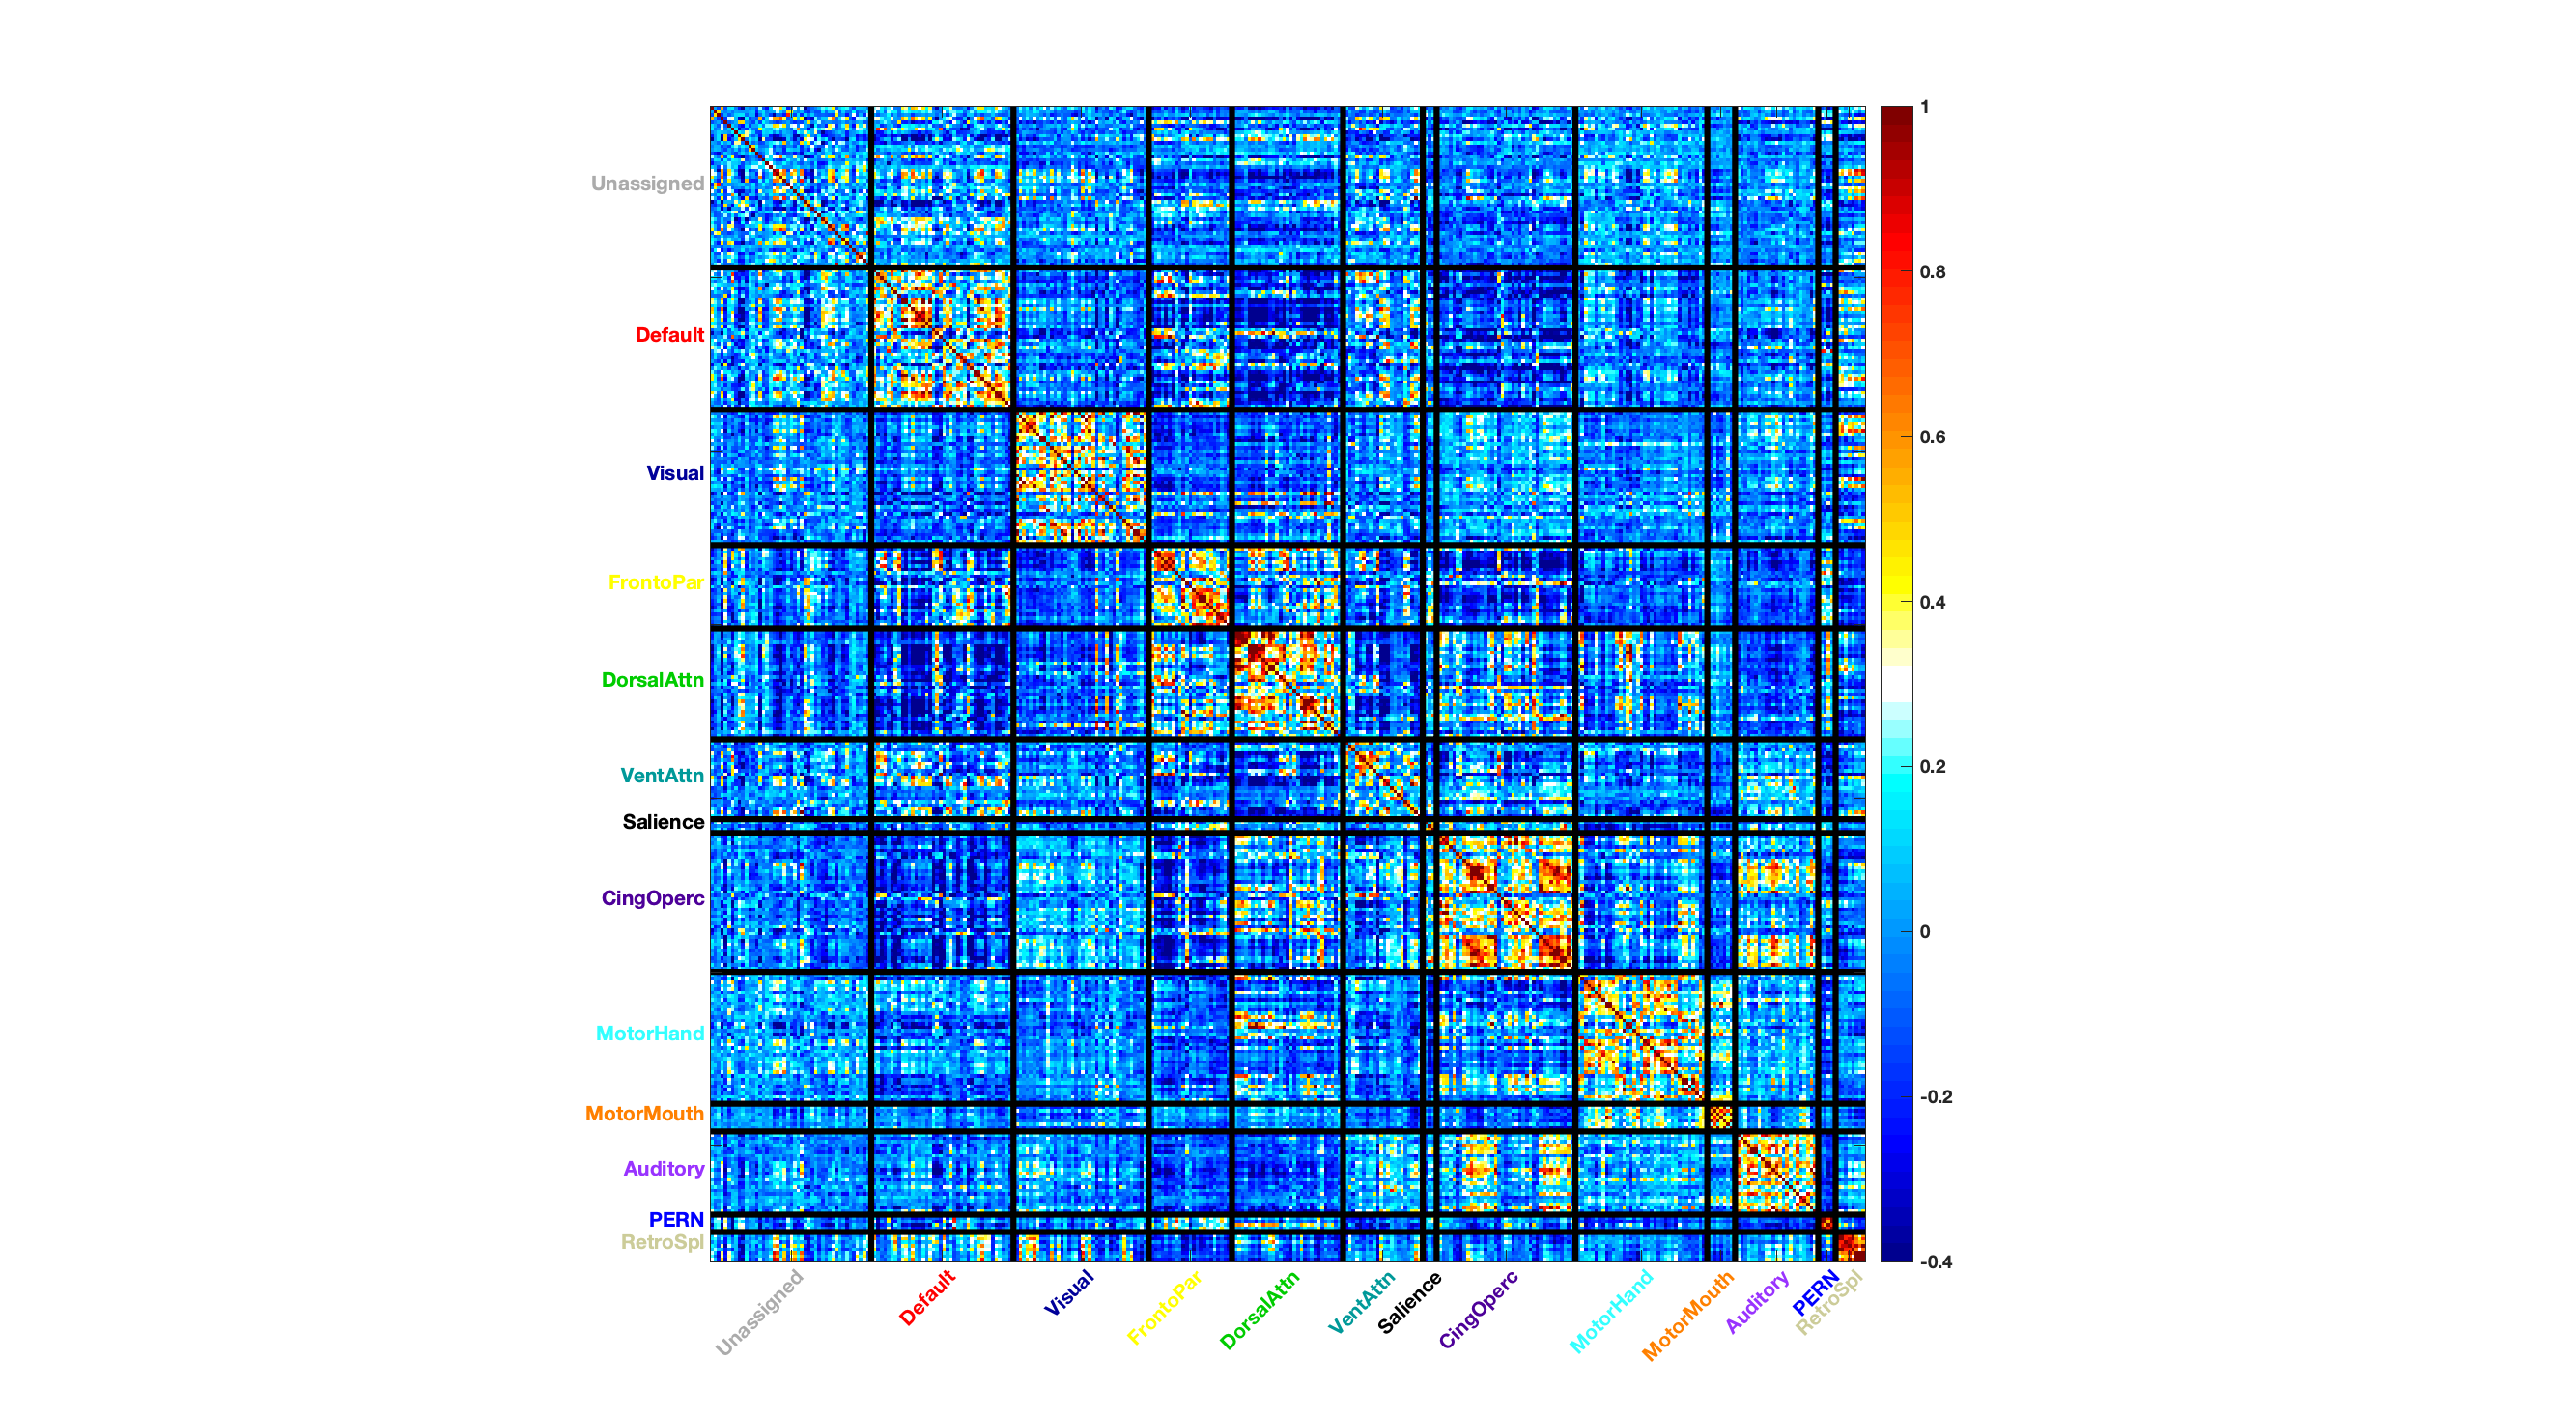 Unassigned
Default
Visual
FrontoPar
DorsalAttn
VentAttn
Salience
CingOperc
MotorHand
MotorMouth
Auditory
PERN
RetroSpl
Unassigned
Default
Visual
FrontoPar
DorsalAttn
VentAttn
Salience
CingOperc
MotorHand
MotorMouth
Auditory
PERN
RetroSpl
1
0.8
0.6
0.4
0.2
0
-0.2
-0.4